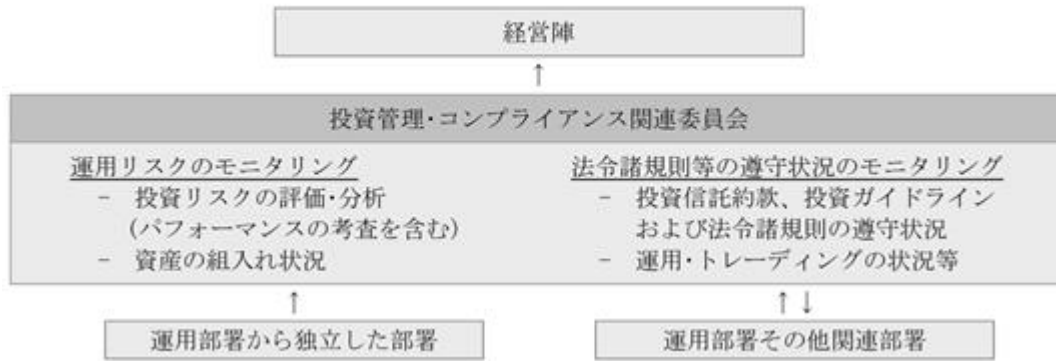 経営陣
↑
投資管理･コンプライアンス関連委員会
運用リスクのモニタリング
－ 投資リスクの評価･分析
(パフォーマンスの考査を含む)
－ 資産の組入れ状況
法令諸規則等の遵守状況のモニタリング
－ 投資信託約款、投資ガイドライン
および法令諸規則の遵守状況
－ 運用･トレーディングの状況等
↑
↑ ↓
運用部署から独立した部署
運用部署その他関連部署